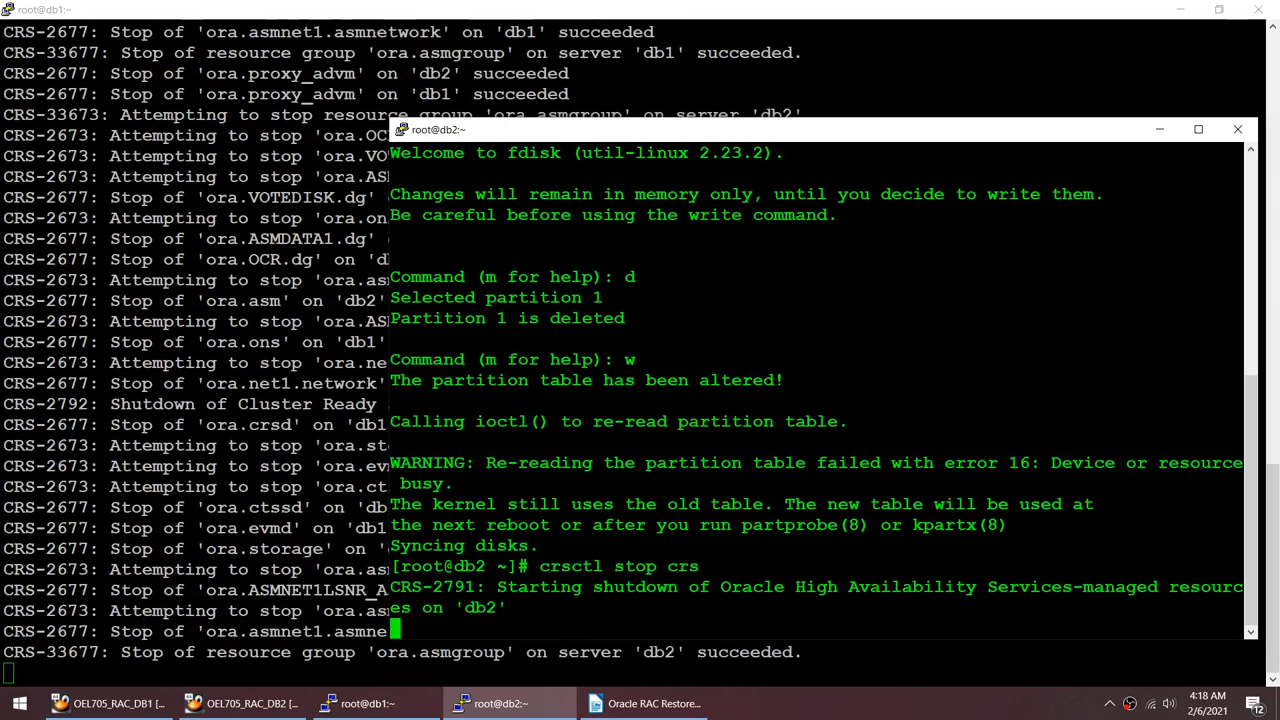 root@db1:~
CRS-2677: Stop of 'ora.asmnet1.asmnetwork' on 'db1' succeeded
CRS-33677: Stop of resource group 'ora.asmgroup' on server 'db1' succeeded.
CRS-2677: Stop of 'ora.proxy_advm' on 'db2' succeeded
CRS-2677: Stop of 'ora.proxy_advm' on 'db1' succeeded
CRS-33673: Attempting to stop resource group 'ora.asmgroup' on server 'db2'
CRS-2673: Attempting to stop 'ora.OC
CRS-2673: Attempting to stop 'ora.VO
CRS-2673: Attempting to stop 'ora.AS
CRS-2677: Stop of 'ora.VOTEDISK.dg'
CRS-2673: Attempting to stop 'ora.on
CRS-2677: Stop of 'ora.ASMDATA1.dg'
CRS-2677: Stop of 'ora.OCR.dg' on 'd
CRS-2673: Attempting to stop 'ora.as
CRS-2677: Stop of 'ora.asm' on 'db2'
CRS-2673: Attempting to stop 'ora.AS
CRS-2677: Stop of 'ora.ons' on 'db1'
CRS-2673: Attempting to stop 'ora.ne
CRS-2677: Stop of 'ora.net1.network'
CRS-2792: Shutdown of Cluster Ready
CRS-2677: Stop of 'ora.crsd' on 'db1
CRS-2673: Attempting to stop 'ora.st
CRS-2673: Attempting to stop 'ora.ev
CRS-2673: Attempting to stop 'ora.ct
CRS-2677: Stop of 'ora.ctssd' on 'db
CRS-2677: Stop of 'ora.evmd' on 'db1
CRS-2677: Stop of 'ora.storage' on '
CRS-2673: Attempting to stop 'ora.as
CRS-2677: Stop of 'ora.ASMNET1LSNR_A
CRS-2673: Attempting to stop 'ora.as
CRS-2677: Stop of 'ora.asmnet1.asmne
CRS-33677: Stop of resource group 'ora.asmgroup' on server 'db2' succeeded.
root@db2:~
Welcome to fdisk (util-linux 2.23.2).
Changes will remain in memory only, until you decide to write them.
Be careful before using the write command.
Command (m for help): d
Selected partition 1
Partition 1 is deleted
Command (m for help): w
The partition table has been altered!
Calling ioctl() to re-read partition table.
WARNING: Re-reading the partition table failed with error 16: Device or resource
busy.
The kernel still uses the old table. The new table will be used at
the next reboot or after you run partprobe(8) or kpartx(8)
Syncing disks.
[root@db2 ~]# crsctl stop crs
CRS-2791: Starting shutdown of Oracle High Availability Services-managed resourc
es on 'db2'
OEL705_RAC_DB1 [...
OEL705_RAC_DB2 [...
root@db1:~
root@db2:~
Oracle RAC Restore...
4:18 AM
2/6/2021
12